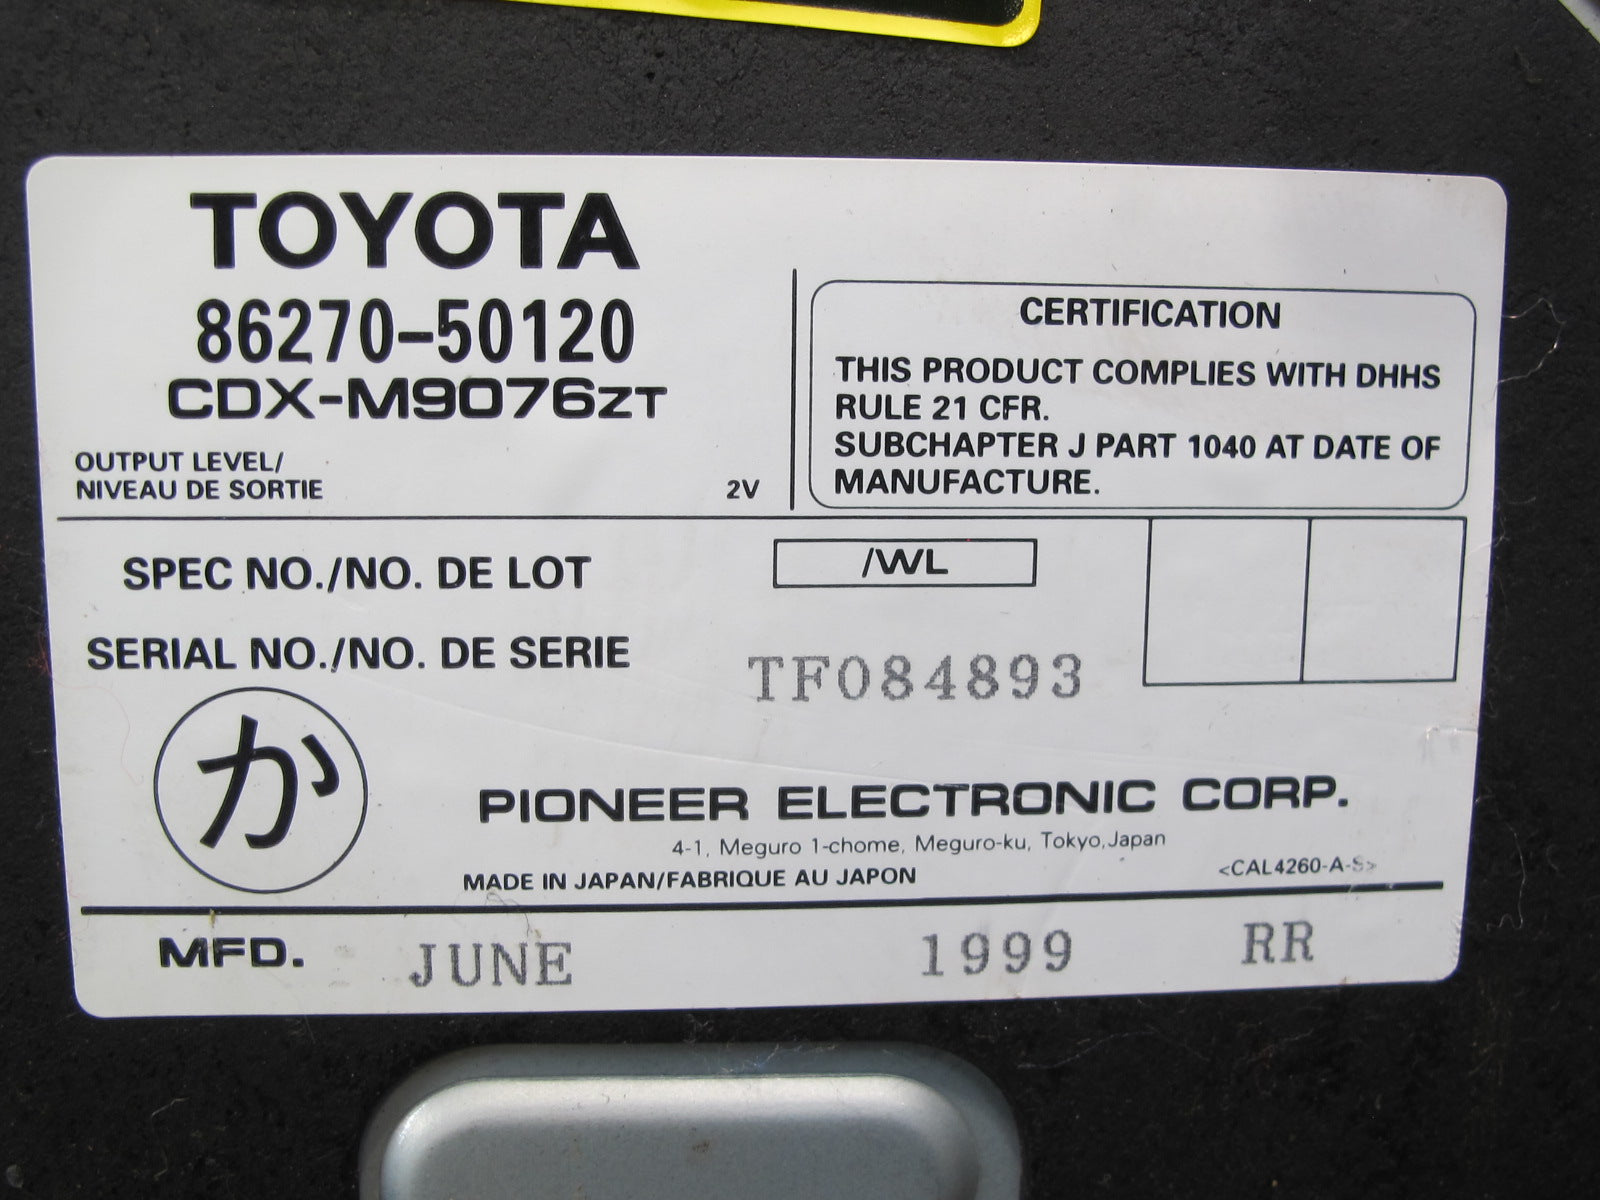 TOYOTA
86270-50120
CDX-M9076ZT
OUTPUT LEVEL/
NIVEAU DE SORTIE 2V
CERTIFICATION
THIS PRODUCT COMPLIES WITH DHHS
RULE 21 CFR.
SUBCHAPTER J PART 1040 AT DATE OF
MANUFACTURE.
SPEC NO./NO. DE LOT /WL
SERIAL NO./NO. DE SERIE TF084893
か
PIONEER ELECTRONIC CORP.
4-1, Meguro 1-chome, Meguro-ku, Tokyo,Japan
MADE IN JAPAN/FABRIQUE AU JAPON <CAL4260-A-S>
MFD. JUNE 1999 RR